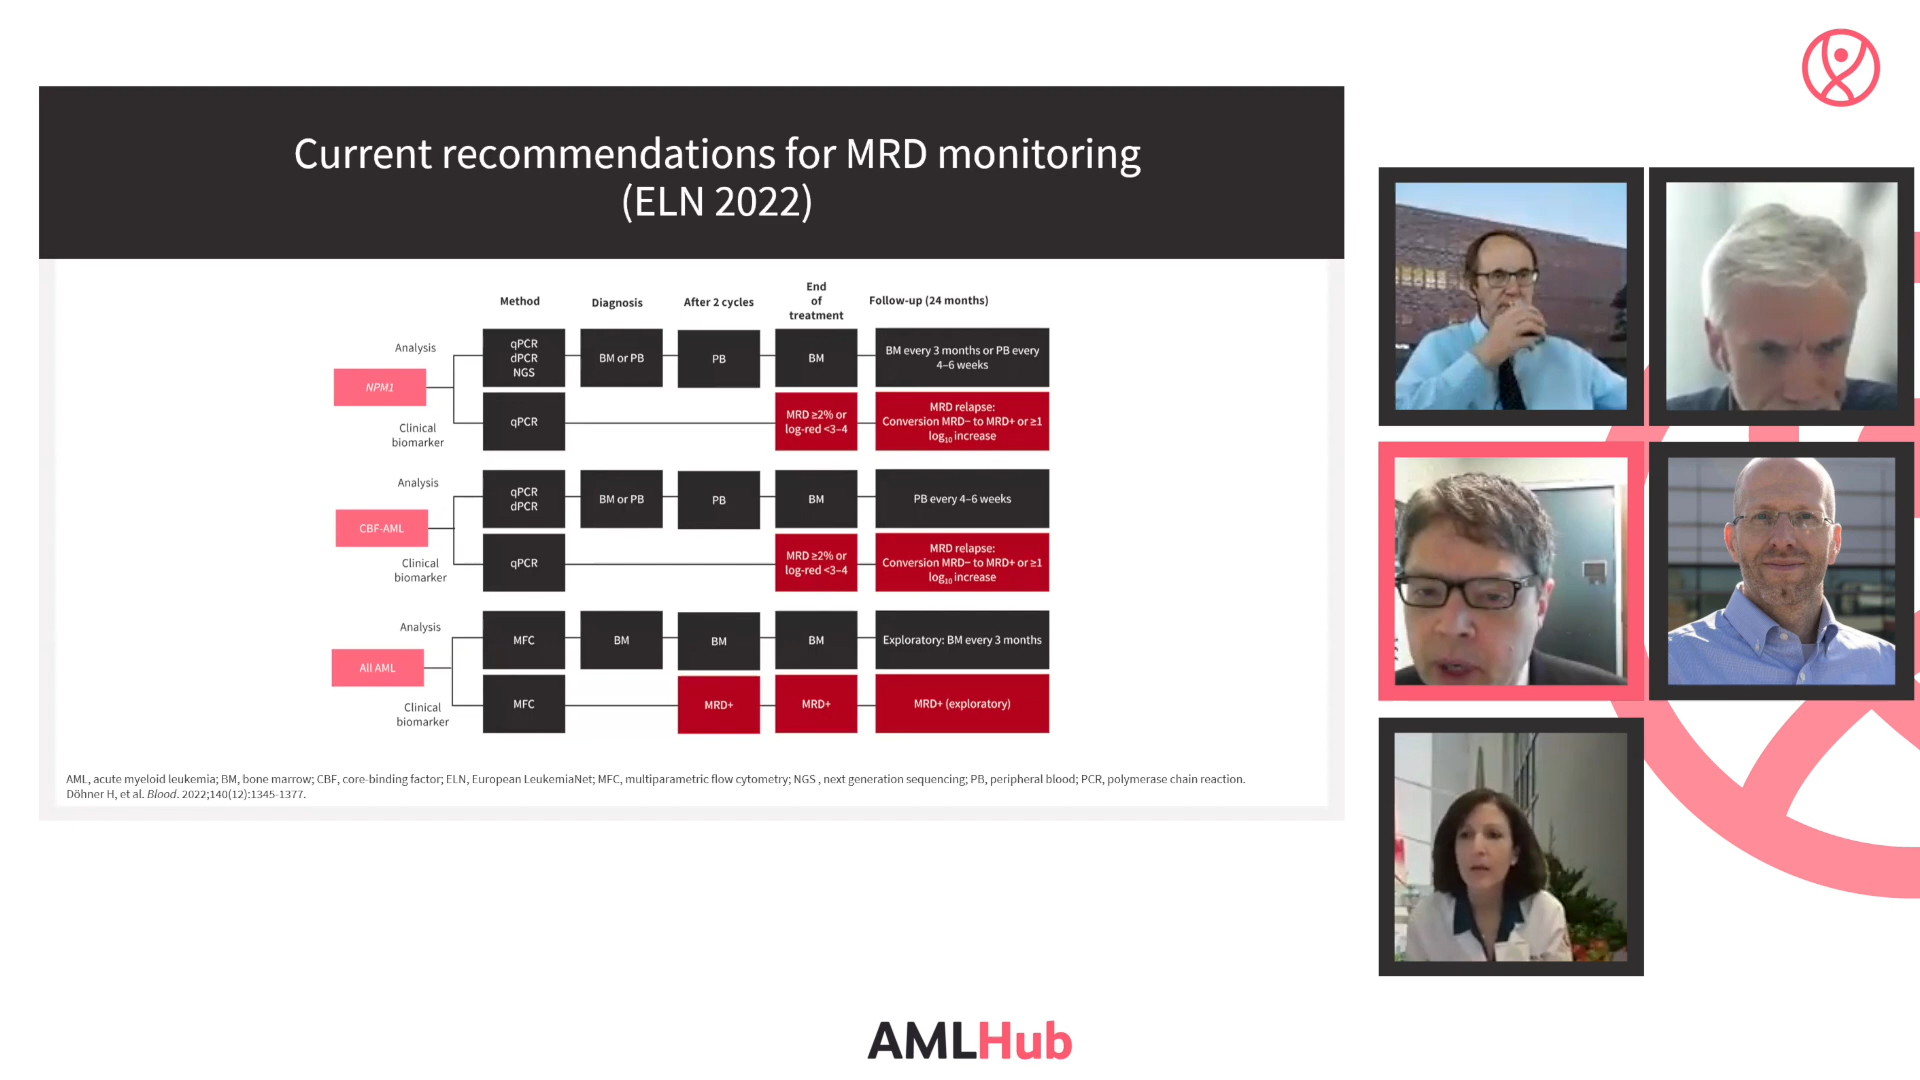 Current recommendations for MRD monitoring
(ELN 2022)
Method
Diagnosis
After 2 cycles
End
of
treatment
Follow-up (24 months)
Analysis
NPM1
Clinical
biomarker
qPCR
dPCR
NGS
BM or PB
PB
BM
BM every 3 months or PB every
4–6 weeks
qPCR
MRD ≥2% or
log-red <3–4
MRD relapse:
Conversion MRD− to MRD+ or ≥1
log10 increase
Analysis
CBF-AML
Clinical
biomarker
qPCR
dPCR
BM or PB
PB
BM
PB every 4–6 weeks
qPCR
MRD ≥2% or
log-red <3–4
MRD relapse:
Conversion MRD− to MRD+ or ≥1
log10 increase
Analysis
All AML
Clinical
biomarker
MFC
BM
BM
BM
Exploratory: BM every 3 months
MFC
MRD+
MRD+
MRD+ (exploratory)
AML, acute myeloid leukemia; BM, bone marrow; CBF, core-binding factor; ELN, European LeukemiaNet; MFC, multiparametric flow cytometry; NGS , next generation sequencing; PB, peripheral blood; PCR, polymerase chain reaction.
Döhner H, et al. Blood. 2022;140(12):1345-1377.
AMLHub